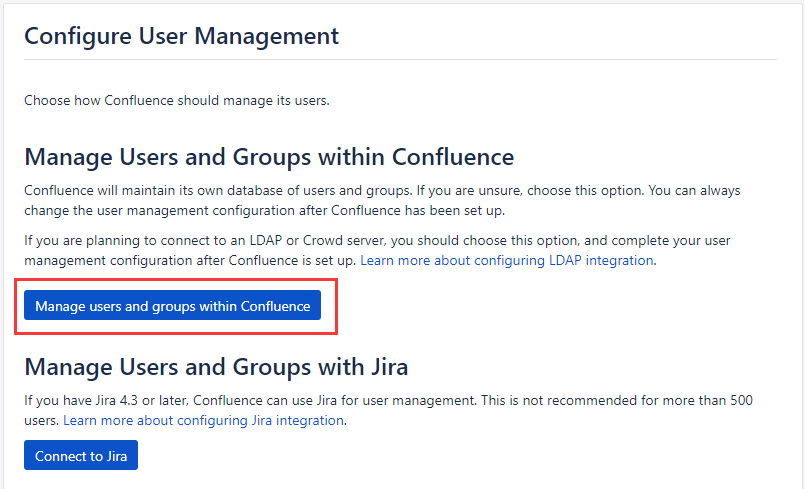 Configure User Management
Choose how Confluence should manage its users.
Manage Users and Groups within Confluence
Confluence will maintain its own database of users and groups. If you are unsure, choose this option. You can always
change the user management configuration after Confluence has been set up.
If you are planning to connect to an LDAP or Crowd server, you should choose this option, and complete your user
management configuration after Confluence is set up. Learn more about configuring LDAP integration.
Manage users and groups within Confluence
Manage Users and Groups with Jira
If you have Jira 4.3 or later, Confluence can use Jira for user management. This is not recommended for more than 500
users. Learn more about configuring Jira integration.
Connect to Jira